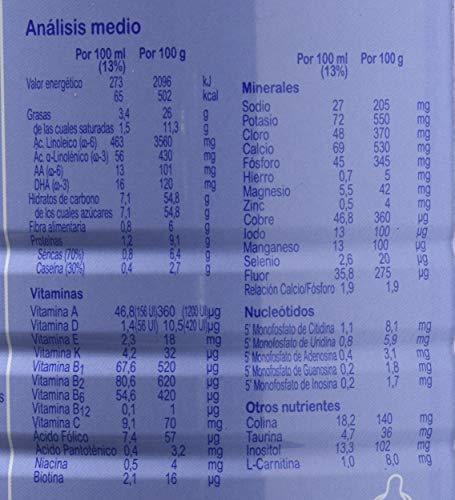 Análisis medio
Por 100 ml Por 100 g
(13%)
Valor energético 273 2096 kJ
65 502 kcal
Grasas 3,4 26 g
de las cuales saturadas 1,5 11,3 g
Ac. Linoleico (ω-6) 463 3560 mg
Ac. α-Linolénico (ω-3) 56 430 mg
AA (ω-6) 13 101 mg
DHA (ω-3) 16 120 mg
Hidratos de carbono 7,1 54,8 g
de los cuales azúcares 7,1 54,8 g
Fibra alimentaria 0,8 6 g
Proteínas 1,2 9,1 g
Séricas (70%) 0,8 6,4 g
Caseína (30%) 0,4 2,7 g
Vitaminas
Vitamina A 46,8 (156 UI) 360 (1200 UI) µg
Vitamina D 1,4 (56 UI) 10,5 (420 UI) µg
Vitamina E 2,3 18 mg
Vitamina K 4,2 32 µg
Vitamina B1 67,6 520 µg
Vitamina B2 80,6 620 µg
Vitamina B6 54,6 420 µg
Vitamina B12 0,1 1 µg
Vitamina C 9,1 70 mg
Ácido Fólico 7,4 57 µg
Ácido Pantoténico 0,4 3,2 mg
Niacina 0,5 4 mg
Biotina 2,1 16 µg
Por 100 ml Por 100 g
(13%)
Minerales
Sodio 27 205 mg
Potasio 72 550 mg
Cloro 48 370 mg
Calcio 69 530 mg
Fósforo 45 345 mg
Hierro 0,7 5 mg
Magnesio 5,5 42 mg
Zinc 0,5 4 mg
Cobre 46,8 360 µg
Iodo 13 100 µg
Manganeso 13 100 µg
Selenio 2,6 20 µg
Fluor 35,8 275 µg
Relación Calcio/Fósforo 1,9 1,9
Nucleótidos
5' Monofosfato de Citidina 1,1 8,1 mg
5' Monofosfato de Uridina 0,8 5,9 mg
5' Monofosfato de Adenosina 0,4 3,1 mg
5' Monofosfato de Guanosina 0,2 1,8 mg
5' Monofosfato de Inosina 0,2 1,7 mg
Otros nutrientes
Colina 18,2 140 mg
Taurina 4,7 36 mg
Inositol 13,3 102 mg
L-Carnitina 1,0 8,0 mg